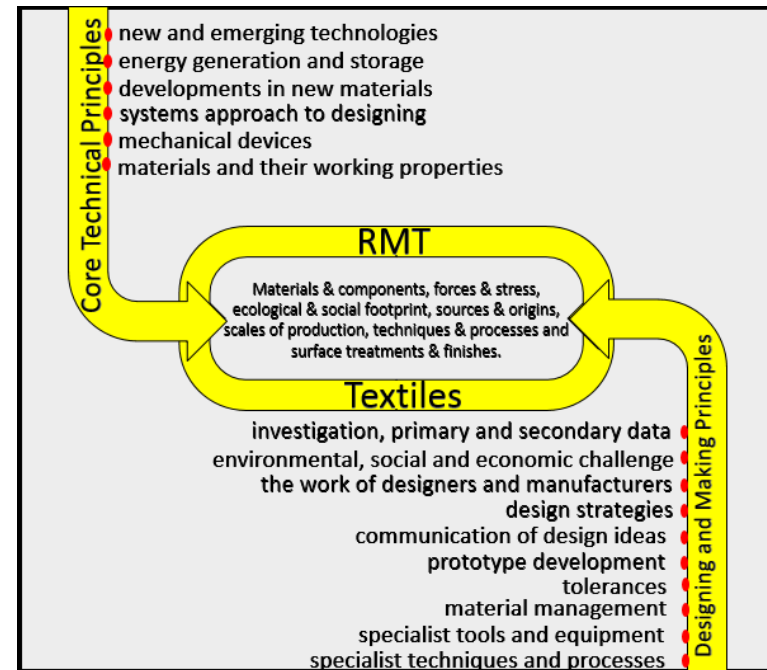 Core Technical Principles
new and emerging technologies
energy generation and storage
developments in new materials
systems approach to designing
mechanical devices
materials and their working properties
RMT
Materials & components, forces & stress,
ecological & social footprint, sources & origins,
scales of production, techniques & processes and
surface treatments & finishes.
Textiles
Designing and Making Principles
investigation, primary and secondary data
environmental, social and economic challenge
the work of designers and manufacturers
design strategies
communication of design ideas
prototype development
tolerances
material management
specialist tools and equipment
specialist techniques and processes